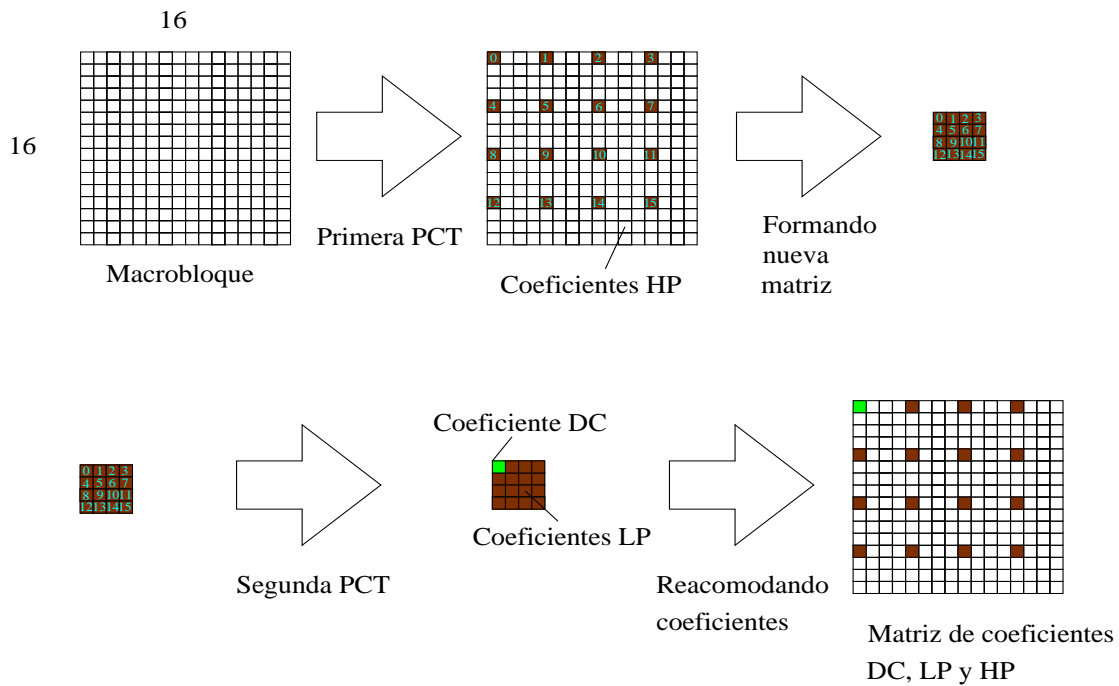 16
16
0 1 2 3
4 5 6 7
8 9 10 11
12 13 14 15
0 1 2 3
4 5 6 7
8 9 10 11
12 13 14 15
Primera PCT
Formando
nueva
matriz
Macrobloque
Coeficientes HP
Coeficiente DC
0 1 2 3
4 5 6 7
8 9 10 11
12 13 14 15
Coeficientes LP
Segunda PCT
Reacomodando
coeficientes
Matriz de coeficientes
DC, LP y HP